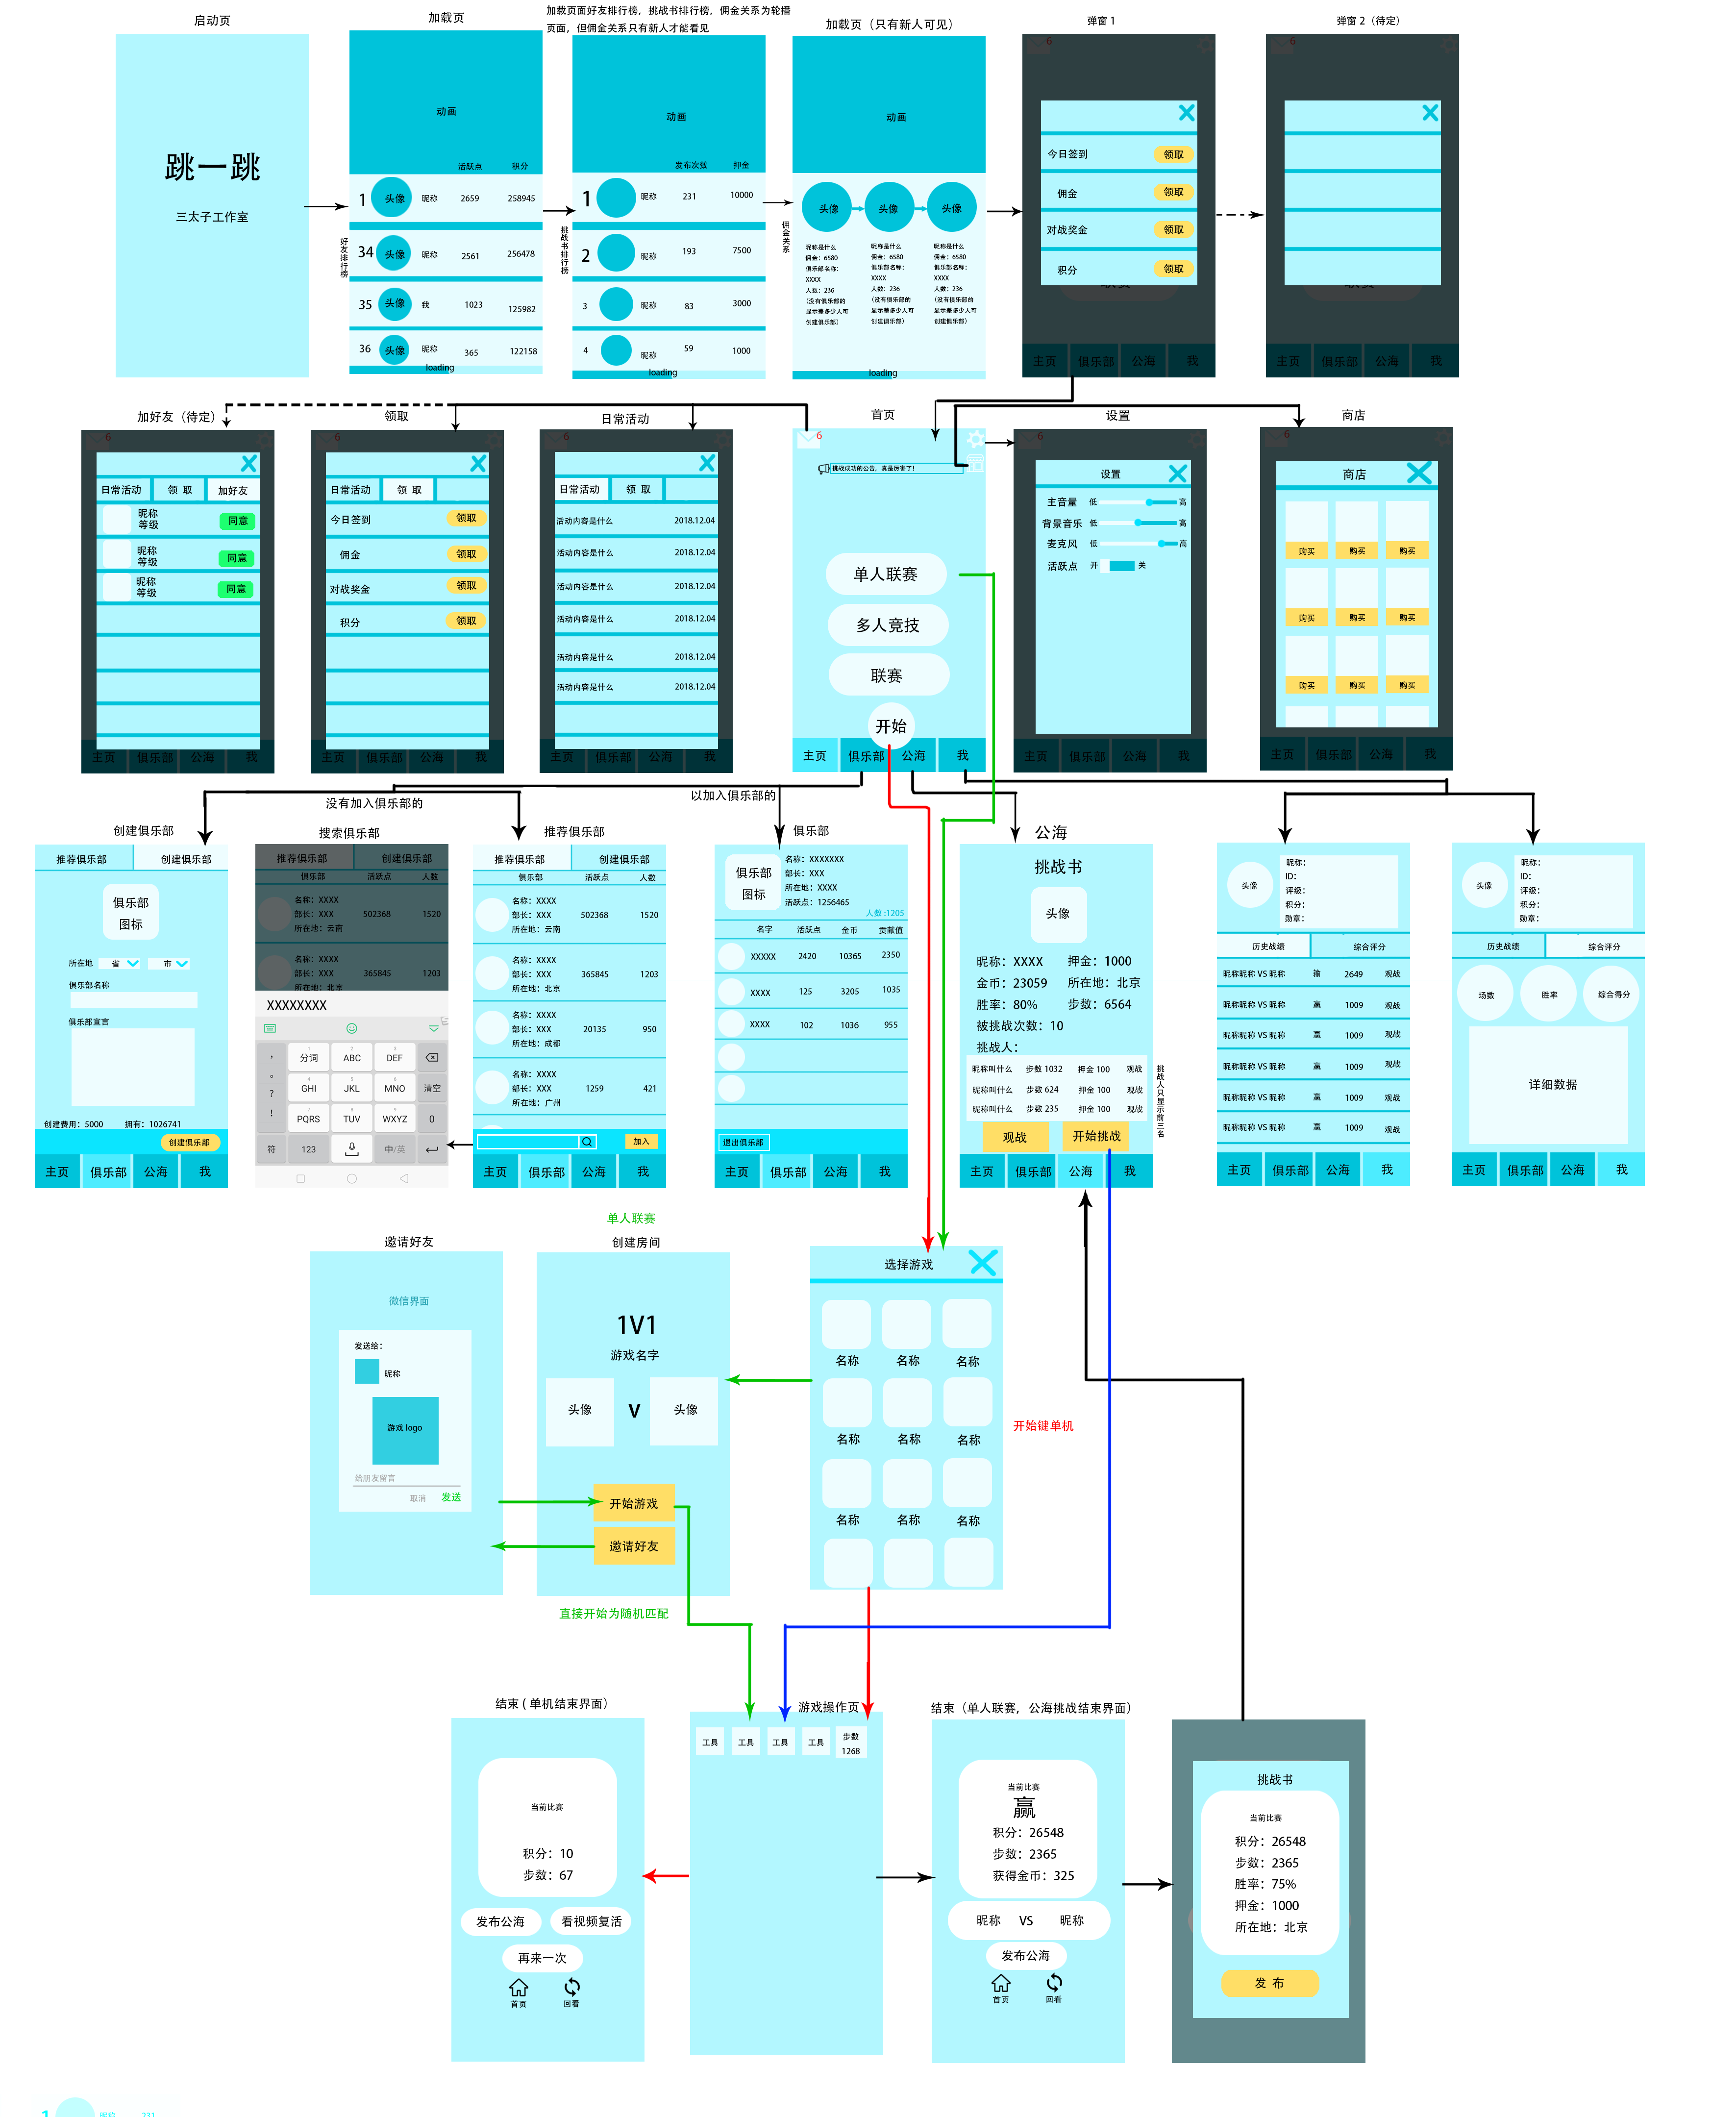 启动页
跳一跳
三太子工作室
加载页
动画
活跃点 积分
1 头像 昵称 2659 258945
34 头像 昵称 2561 256478
35 头像 我 1023 125982
36 头像 昵称 365 122158
loading
好友排行榜
加载页面好友排行榜，挑战书排行榜，佣金关系为轮播
页面，但佣金关系只有新人才能看见
动画
发布次数 押金
1 昵称 231 10000
2 昵称 193 7500
3 昵称 83 3000
4 昵称 59 1000
loading
挑战书排行榜
加载页（只有新人可见）
动画
头像 头像 头像
昵称是什么 昵称是什么 昵称是什么
佣金：6580 佣金：6580 佣金：6580
俱乐部名称： 俱乐部名称： 俱乐部名称：
XXXX XXXX XXXX
人数：236 人数：236 人数：236
（没有俱乐部的 （没有俱乐部的 （没有俱乐部的
显示差多少人可 显示差多少人可 显示差多少人可
创建俱乐部） 创建俱乐部） 创建俱乐部）
loading
佣金关系
弹窗 1
6
今日签到 领取
佣金 领取
对战奖金 领取
积分 领取
主页 俱乐部 公海 我
弹窗 2（待定）
6
主页 俱乐部 公海 我
加好友（待定）
6
日常活动 领 取 加好友
昵称
等级 同意
昵称
等级 同意
昵称
等级 同意
主页 俱乐部 公海 我
领取
6
日常活动 领 取
今日签到 领取
佣金 领取
对战奖金 领取
积分 领取
主页 俱乐部 公海 我
日常活动
6
日常活动 领 取
活动内容是什么 2018.12.04
活动内容是什么 2018.12.04
活动内容是什么 2018.12.04
活动内容是什么 2018.12.04
活动内容是什么 2018.12.04
活动内容是什么 2018.12.04
主页 俱乐部 公海 我
首页
6
挑战成功的公告，真是厉害了！
单人联赛
多人竞技
联赛
开始
主页 俱乐部 公海 我
设置
6
设置
主音量 低 高
背景音乐 低 高
麦克风 低 高
活跃点 开 关
主页 俱乐部 公海 我
商店
6
商店
购买 购买 购买
购买 购买 购买
购买 购买 购买
主页 俱乐部 公海 我
没有加入俱乐部的
以加入俱乐部的
创建俱乐部
推荐俱乐部 创建俱乐部
俱乐部
图标
所在地 省 市
俱乐部名称
俱乐部宣言
创建费用：5000 拥有：1026741
创建俱乐部
主页 俱乐部 公海 我
搜索俱乐部
推荐俱乐部 创建俱乐部
俱乐部 活跃点 人数
名称：XXXX
部长：XXX 502368 1520
所在地：云南
名称：XXXX
部长：XXX 365845 1203
所在地：北京
XXXXXXXX
1 2 3
， 分词 ABC DEF
4 5 6
。 GHI JKL MNO 清空
？
7 8 9
！ PQRS TUV WXYZ 0
符 123 中/英
推荐俱乐部
推荐俱乐部 创建俱乐部
俱乐部 活跃点 人数
名称：XXXX
部长：XXX 502368 1520
所在地：云南
名称：XXXX
部长：XXX 365845 1203
所在地：北京
名称：XXXX
部长：XXX 20135 950
所在地：成都
名称：XXXX
部长：XXX 1259 421
所在地：广州
加入
主页 俱乐部 公海 我
俱乐部
俱乐部
图标
名称：XXXXXXX
部长：XXX
所在地：XXXX
活跃点：1256465
人数 :1205
名字 活跃点 金币 贡献值
XXXXX 2420 10365 2350
XXXX 125 3205 1035
XXXX 102 1036 955
退出俱乐部
主页 俱乐部 公海 我
公海
挑战书
头像
昵称：XXXX 押金：1000
金币：23059 所在地：北京
胜率：80% 步数：6564
被挑战次数：10
挑战人：
昵称叫什么 步数 1032 押金 100 观战
昵称叫什么 步数 624 押金 100 观战
昵称叫什么 步数 235 押金 100 观战
挑战人只显示前三名
观战 开始挑战
主页 俱乐部 公海 我
头像
昵称：
ID：
评级：
积分：
勋章：
历史战绩 综合评分
昵称昵称 VS 昵称 输 2649 观战
昵称昵称 VS 昵称 赢 1009 观战
昵称昵称 VS 昵称 赢 1009 观战
昵称昵称 VS 昵称 赢 1009 观战
昵称昵称 VS 昵称 赢 1009 观战
昵称昵称 VS 昵称 赢 1009 观战
主页 俱乐部 公海 我
头像
昵称：
ID：
评级：
积分：
勋章：
历史战绩 综合评分
场数 胜率 综合得分
详细数据
主页 俱乐部 公海 我
邀请好友
微信界面
发送给：
昵称
游戏 logo
给朋友留言
取消 发送
单人联赛
创建房间
1V1
游戏名字
头像 V 头像
开始游戏
邀请好友
直接开始为随机匹配
选择游戏
名称 名称 名称
名称 名称 名称
名称 名称 名称
开始键单机
结束 ( 单机结束界面）
当前比赛
积分：10
步数：67
发布公海 看视频复活
再来一次
首页 回看
游戏操作页
工具 工具 工具 工具 步数
1268
结束（单人联赛，公海挑战结束界面）
当前比赛
赢
积分：26548
步数：2365
获得金币：325
昵称 VS 昵称
发布公海
首页 回看
挑战书
当前比赛
积分：26548
步数：2365
胜率：75%
押金：1000
所在地：北京
发 布
1 昵称 231